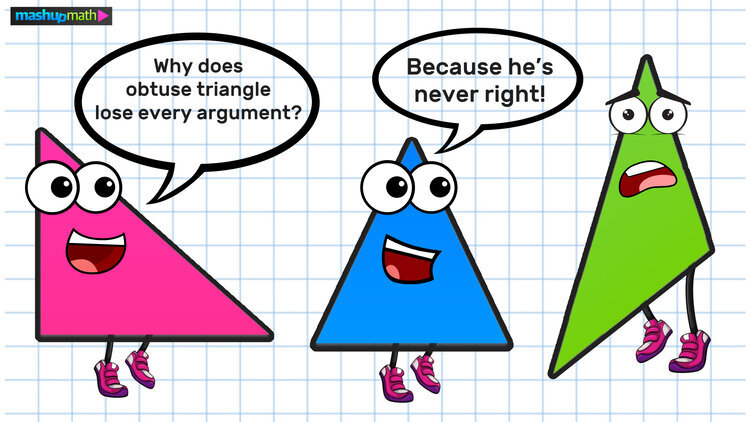 mashupmath
Why does
obtuse triangle
lose every argument?
Because he's
never right!